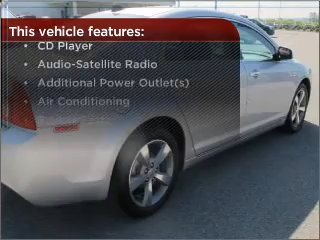 This vehicle features:
• CD Player
• Audio-Satellite Radio
• Additional Power Outlet(s)
• Air Conditioning